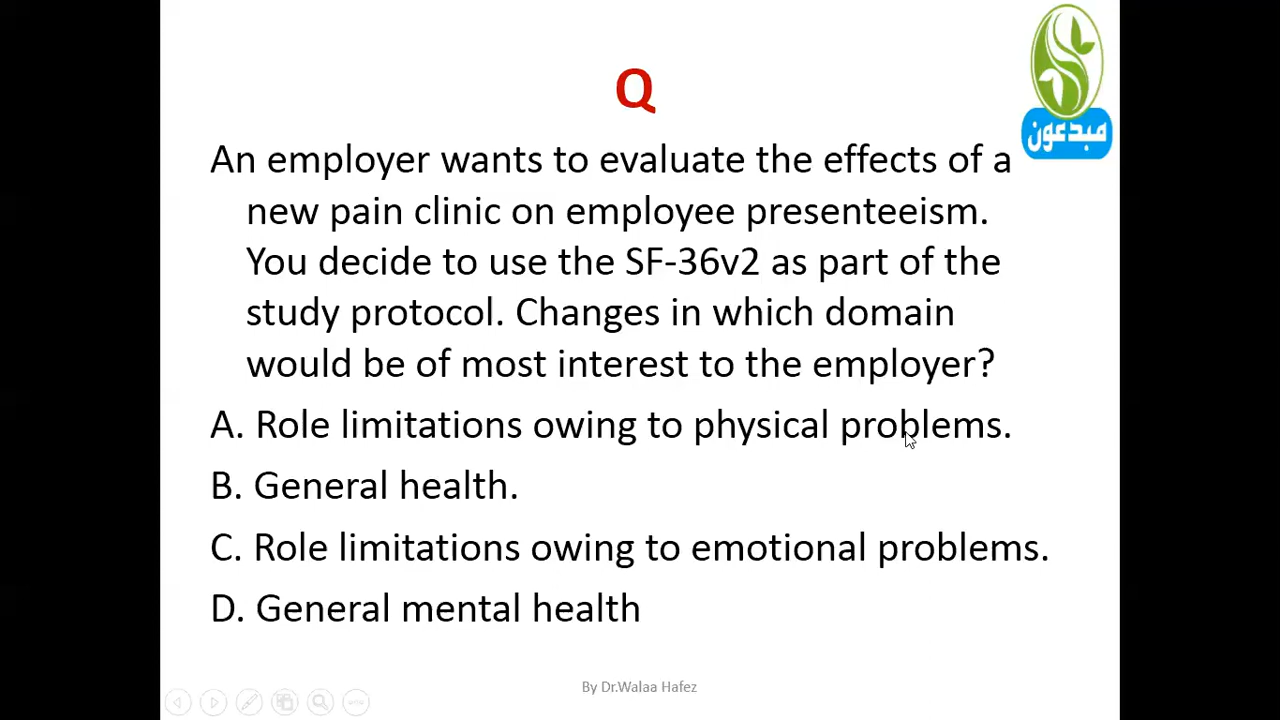 Q
مبدعون
An employer wants to evaluate the effects of a
new pain clinic on employee presenteeism.
You decide to use the SF-36v2 as part of the
study protocol. Changes in which domain
would be of most interest to the employer?
A. Role limitations owing to physical problems.
B. General health.
C. Role limitations owing to emotional problems.
D. General mental health
By Dr.Walaa Hafez